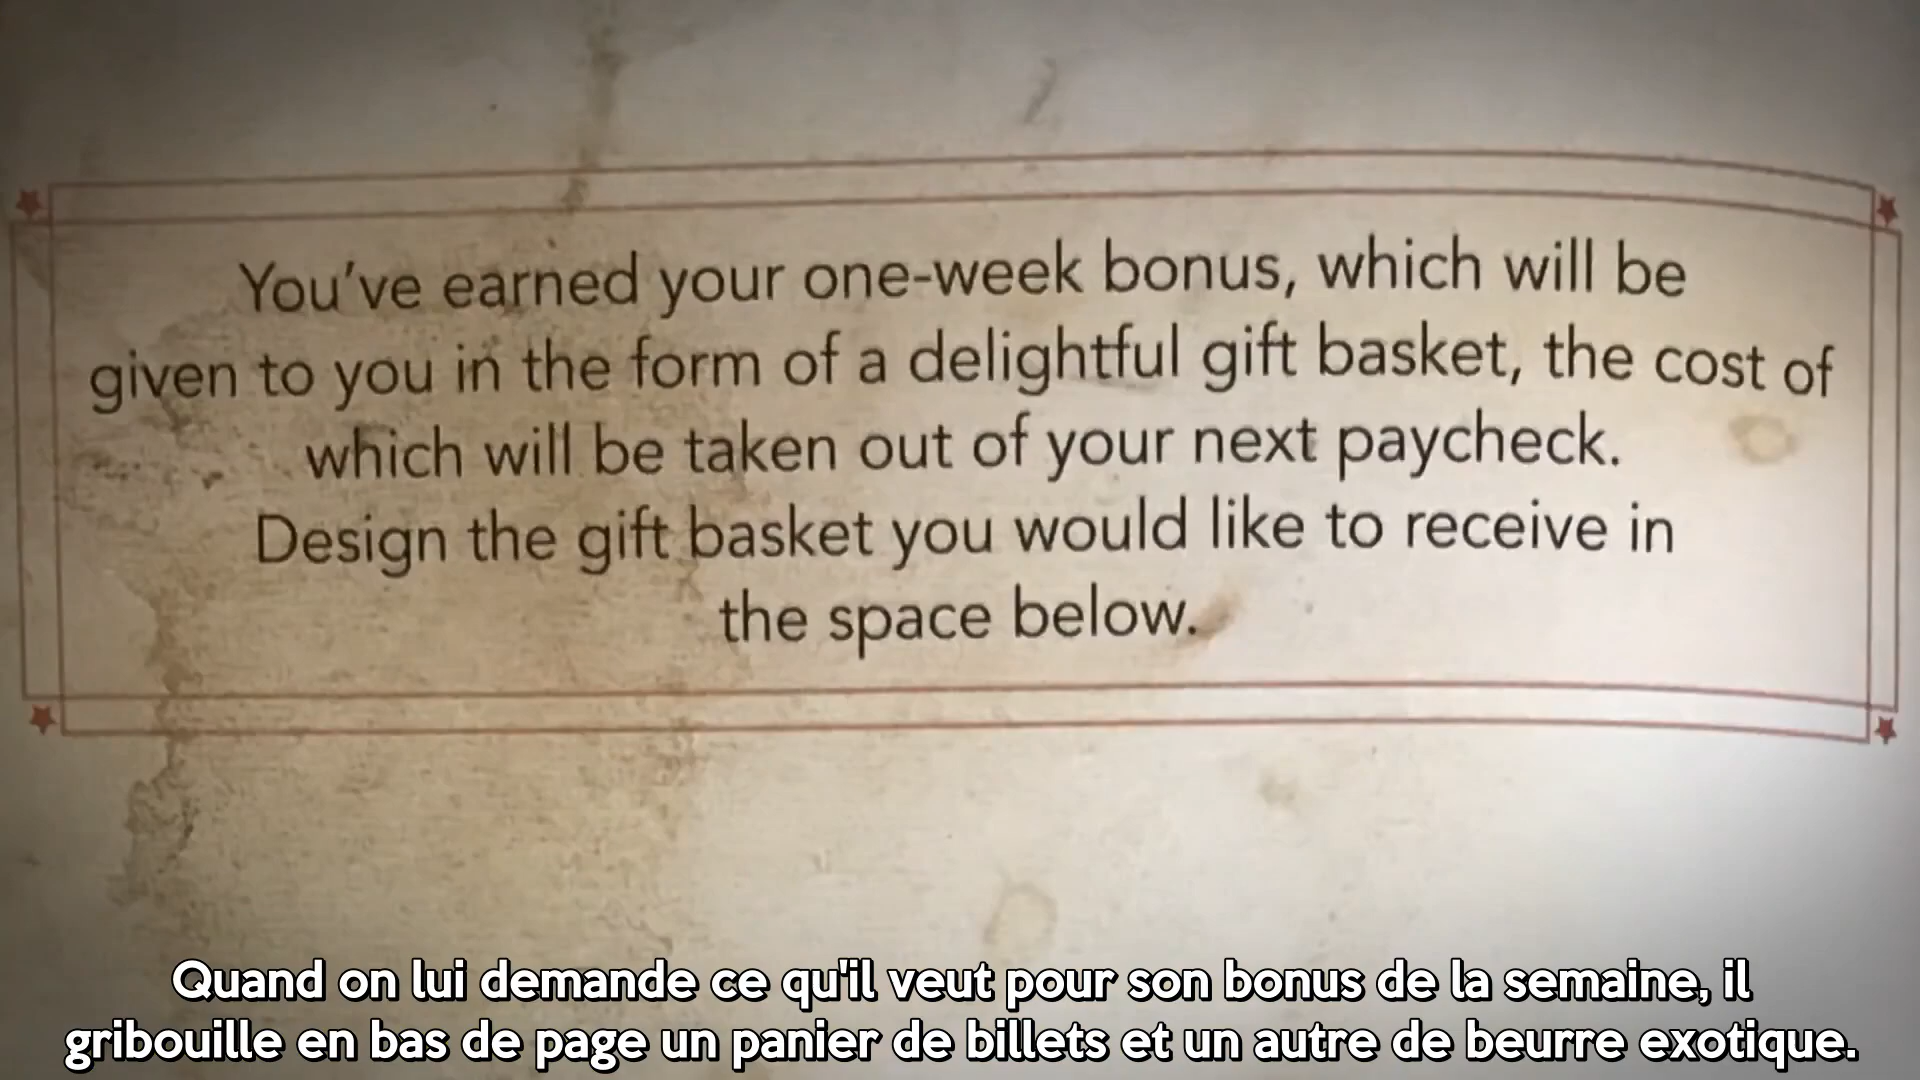 You've earned your one-week bonus, which will be
given to you in the form of a delightful gift basket, the cost of
which will be taken out of your next paycheck.
Design the gift basket you would like to receive in
the space below.
Quand on lui demande ce qu'il veut pour son bonus de la semaine, il
gribouille en bas de page un panier de billets et un autre de beurre exotique.